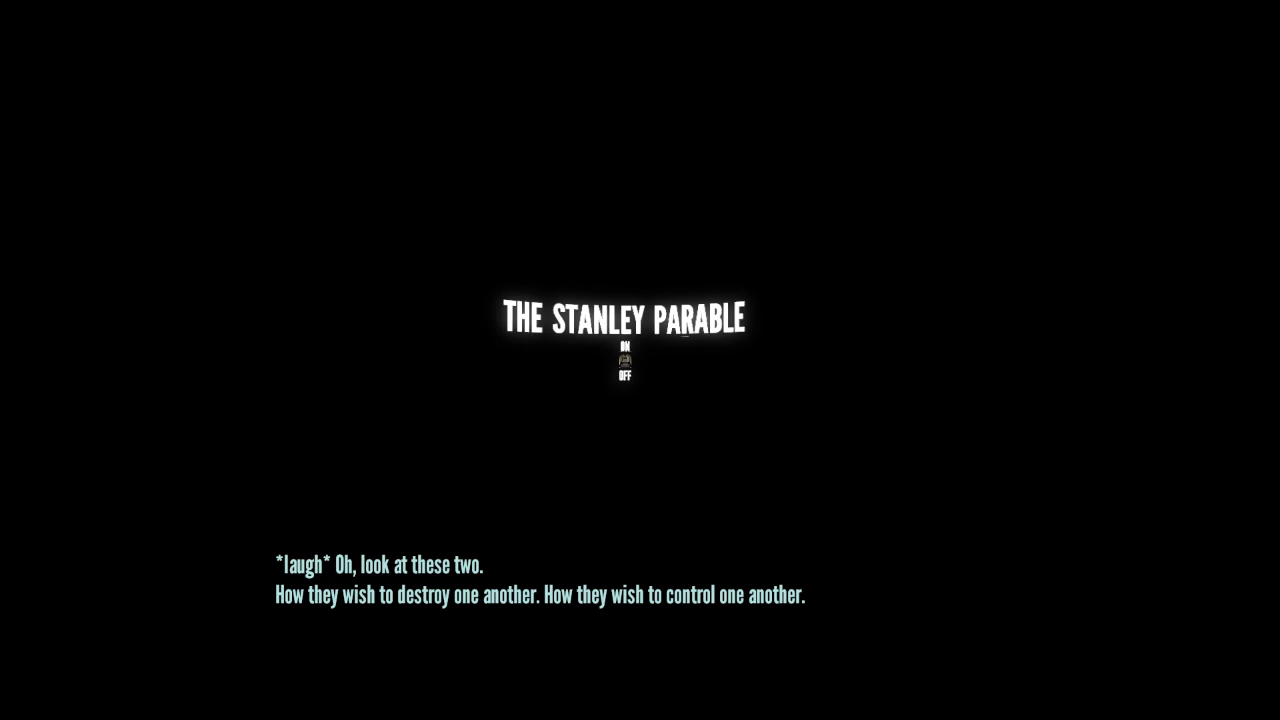 THE STANLEY PARABLE
ON
OFF
*laugh* Oh, look at these two.
How they wish to destroy one another. How they wish to control one another.